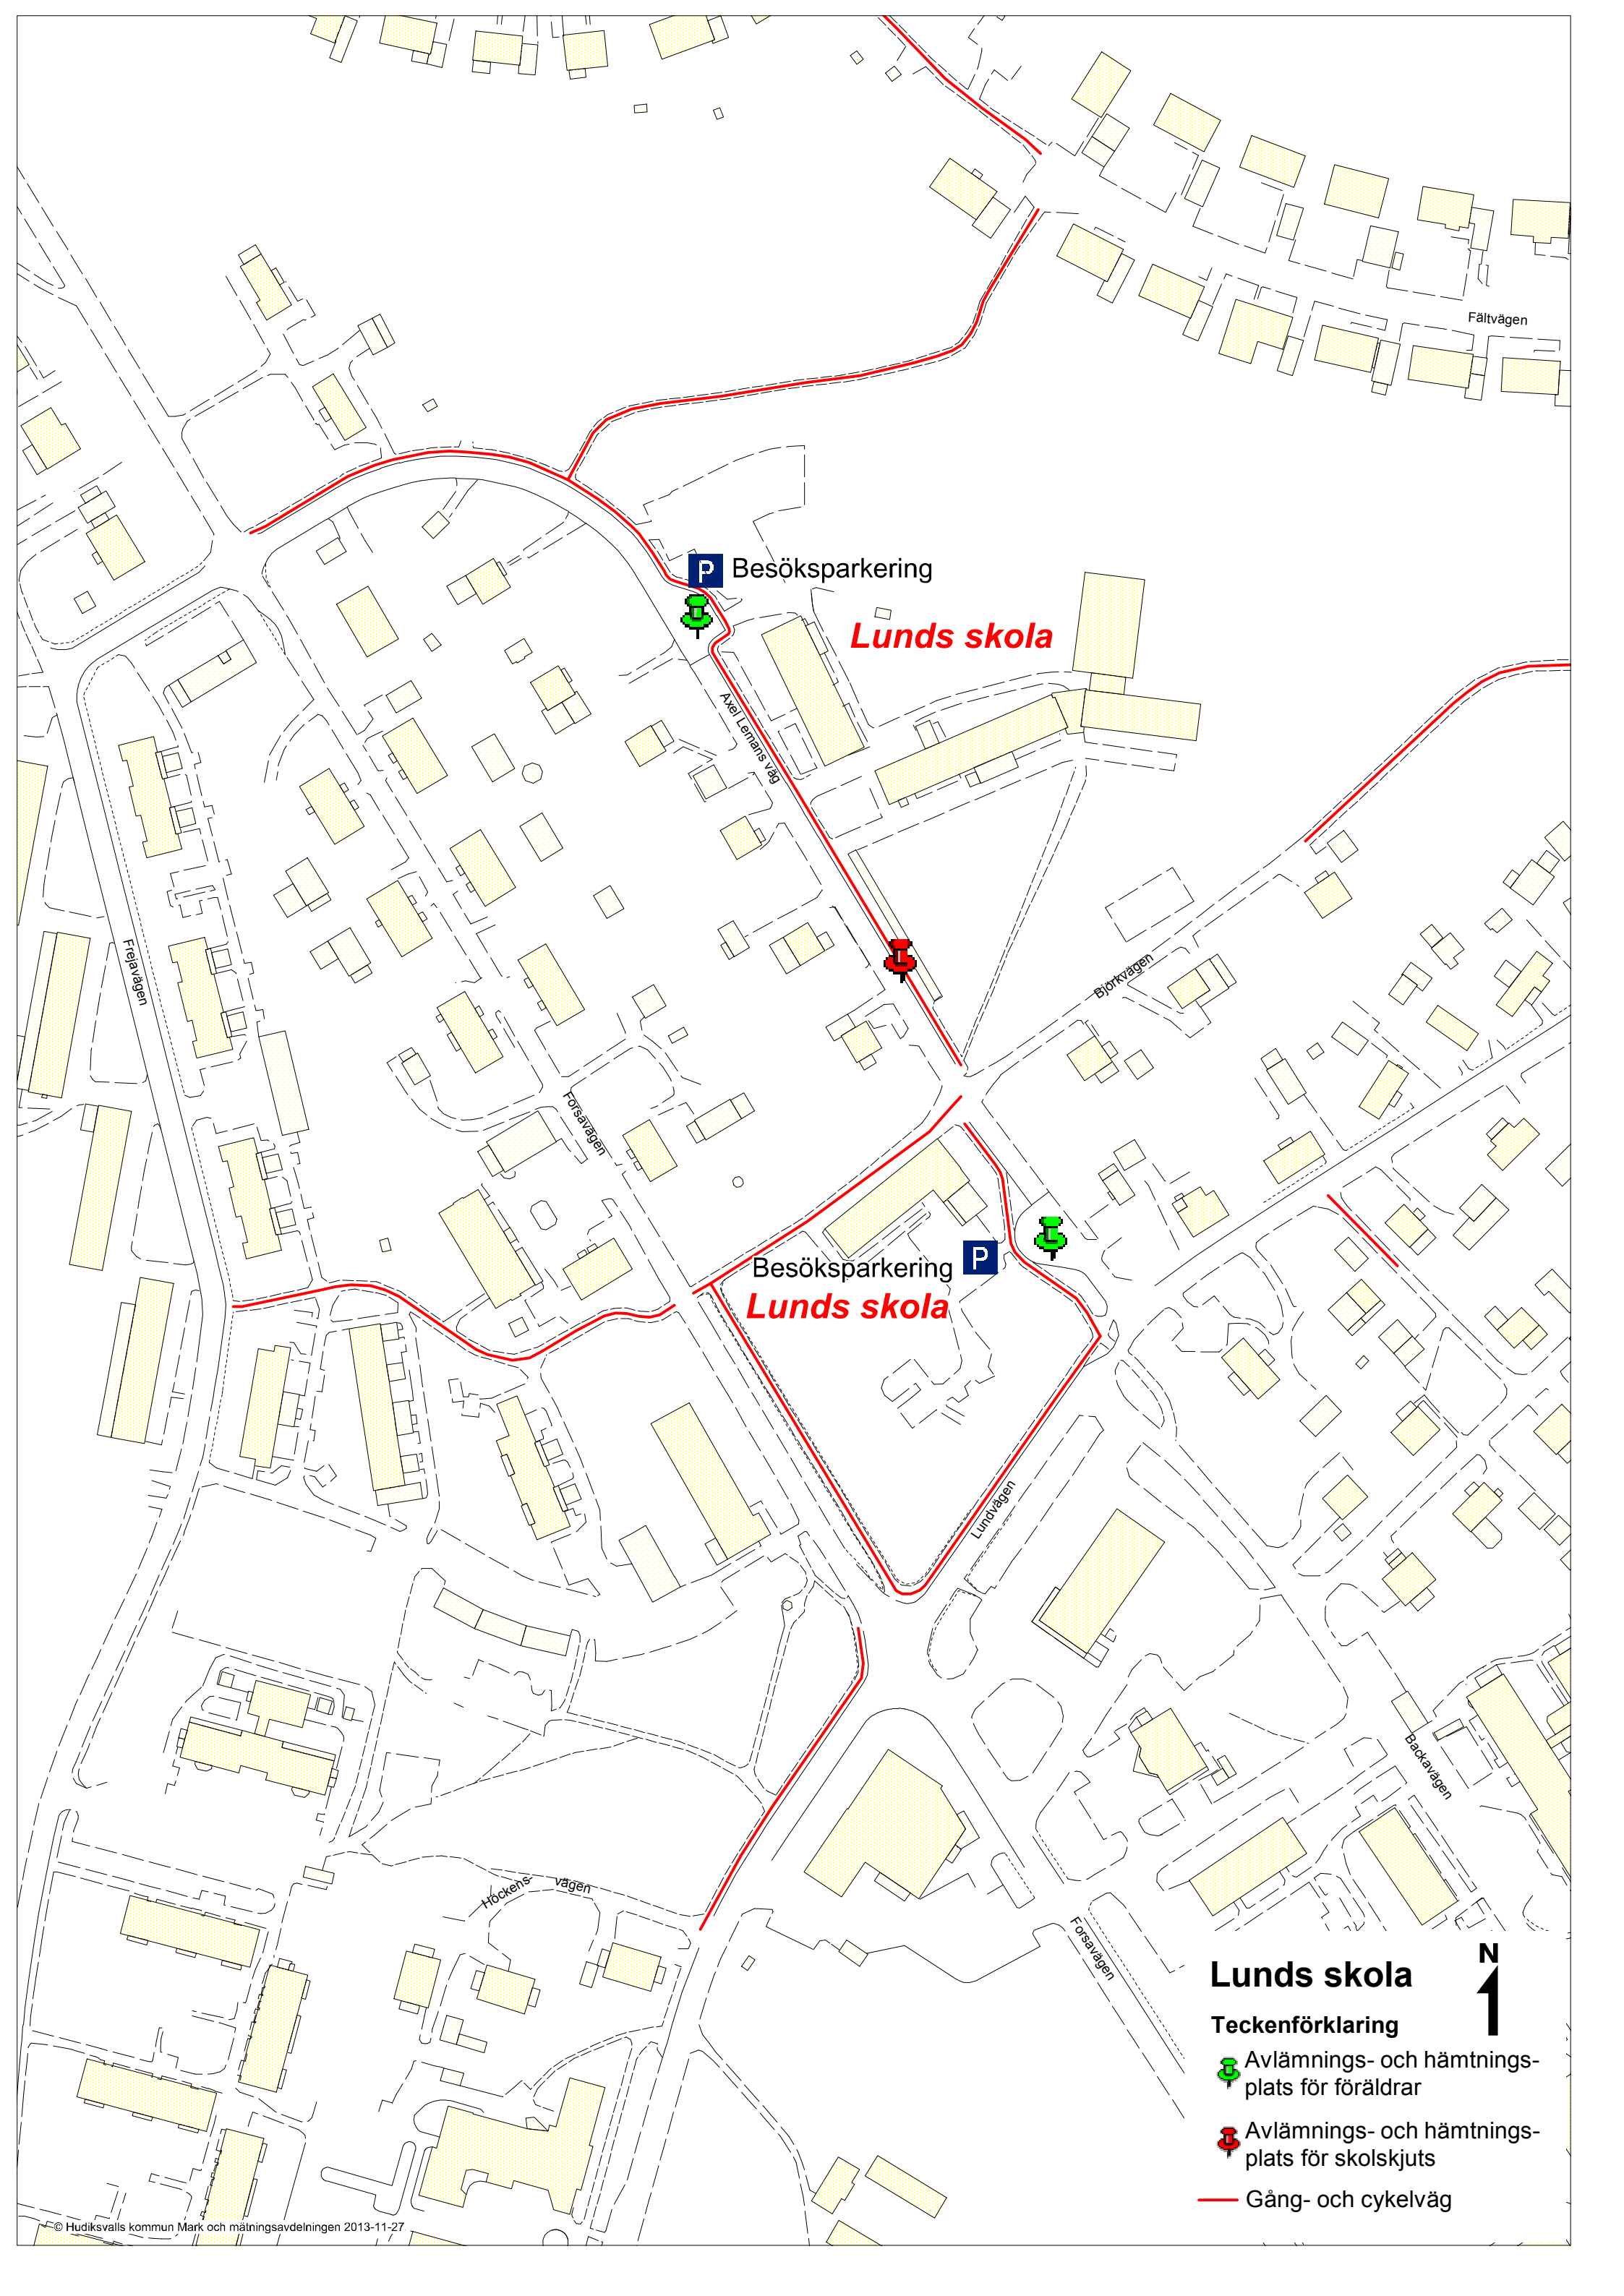 Fältvägen
P Besöksparkering
Lunds skola
Axel Lemans väg
Frejavägen
Björkvägen
Forsavägen
Besöksparkering P
Lunds skola
Lundvägen
Backavägen
Höckens- vägen
Forsavägen
N
Lunds skola
Teckenförklaring
Avlämnings- och hämtnings-
plats för föräldrar
Avlämnings- och hämtnings-
plats för skolskjuts
Gång- och cykelväg
© Hudiksvalls kommun Mark och mätningsavdelningen 2013-11-27